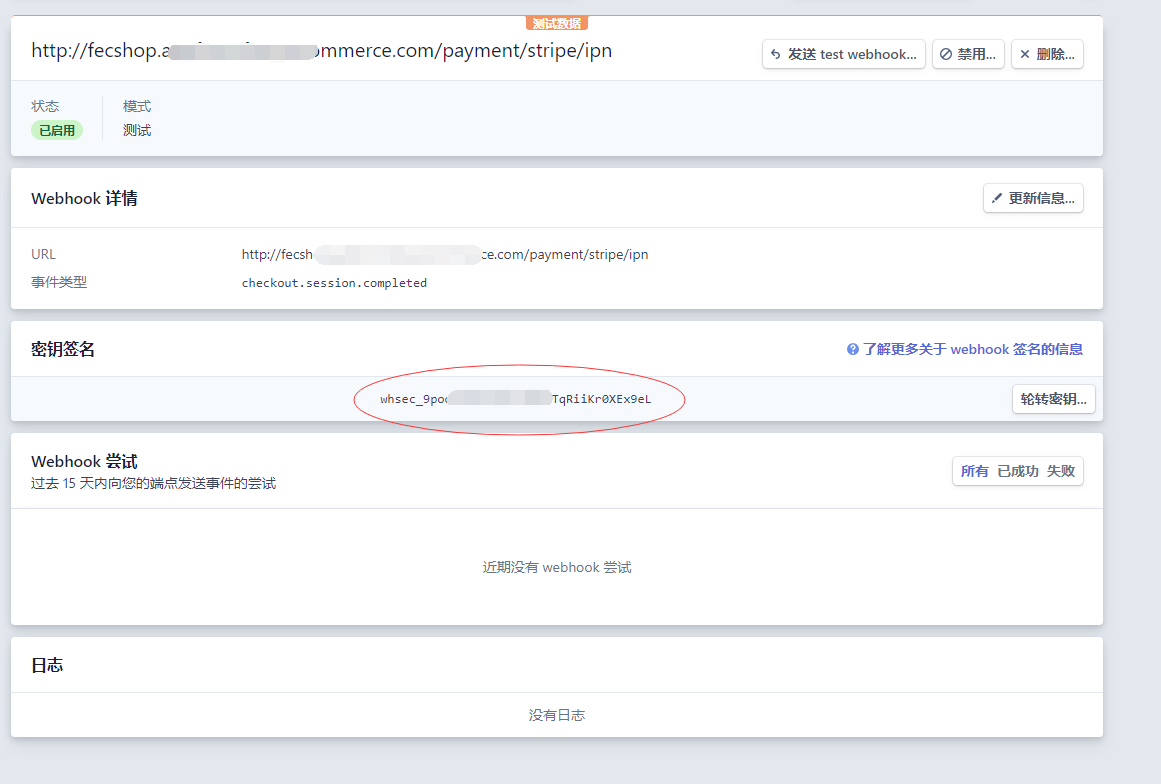 测试数据
http://fecshop.a ommerce.com/payment/stripe/ipn
发送 test webhook...
禁用...
删除...
状态
模式
已启用
测试
Webhook 详情
更新信息...
URL
http://fecsh ce.com/payment/stripe/ipn
事件类型
checkout.session.completed
密钥签名
了解更多关于 webhook 签名的信息
whsec_9po TqRiiKr0XEx9eL
轮转密钥...
Webhook 尝试
过去 15 天内向您的端点发送事件的尝试
所有 已成功 失败
近期没有 webhook 尝试
日志
没有日志